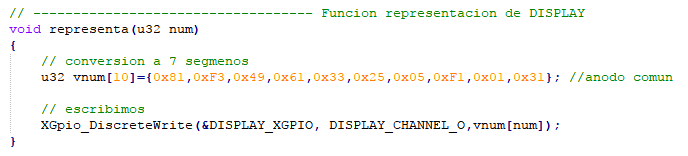 // ----------------------------------- Funcion representacion de DISPLAY
void representa(u32 num)
{
// conversion a 7 segmenos
u32 vnum[10]={0x81,0xF3,0x49,0x61,0x33,0x25,0x05,0xF1,0x01,0x31}; //anodo comun
// escribimos
XGpio_DiscreteWrite(&DISPLAY_XGPIO, DISPLAY_CHANNEL_O,vnum[num]);
}